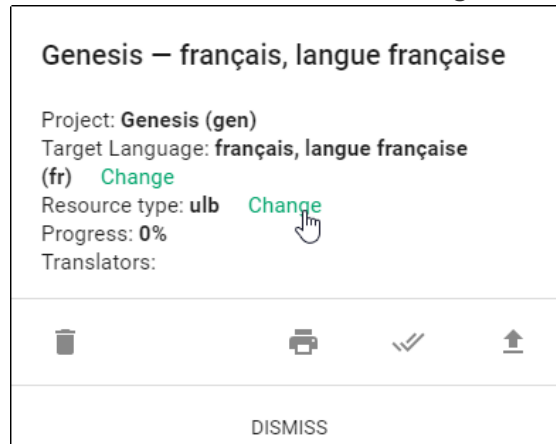 Genesis — français, langue française
Project: Genesis (gen)
Target Language: français, langue française
(fr) Change
Resource type: ulb Change
Progress: 0%
Translators:
DISMISS